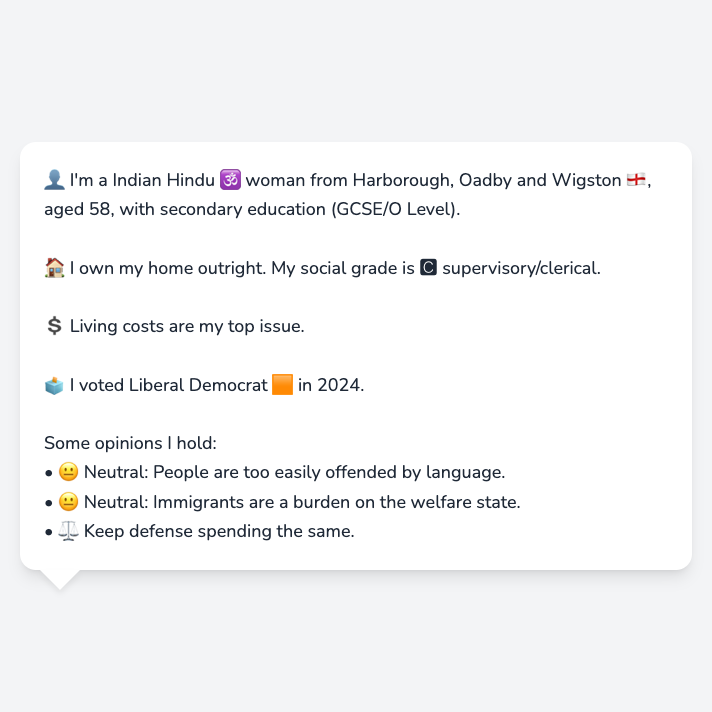 👤 I'm a Indian Hindu 🕉️ woman from Harborough, Oadby and Wigston 🏴󠁧󠁢󠁥󠁮󠁧󠁿,
aged 58, with secondary education (GCSE/O Level).
🏠 I own my home outright. My social grade is 🅲 supervisory/clerical.
💲 Living costs are my top issue.
🗳️ I voted Liberal Democrat 🟧 in 2024.
Some opinions I hold:
• 😐 Neutral: People are too easily offended by language.
• 😐 Neutral: Immigrants are a burden on the welfare state.
• ⚖️ Keep defense spending the same.